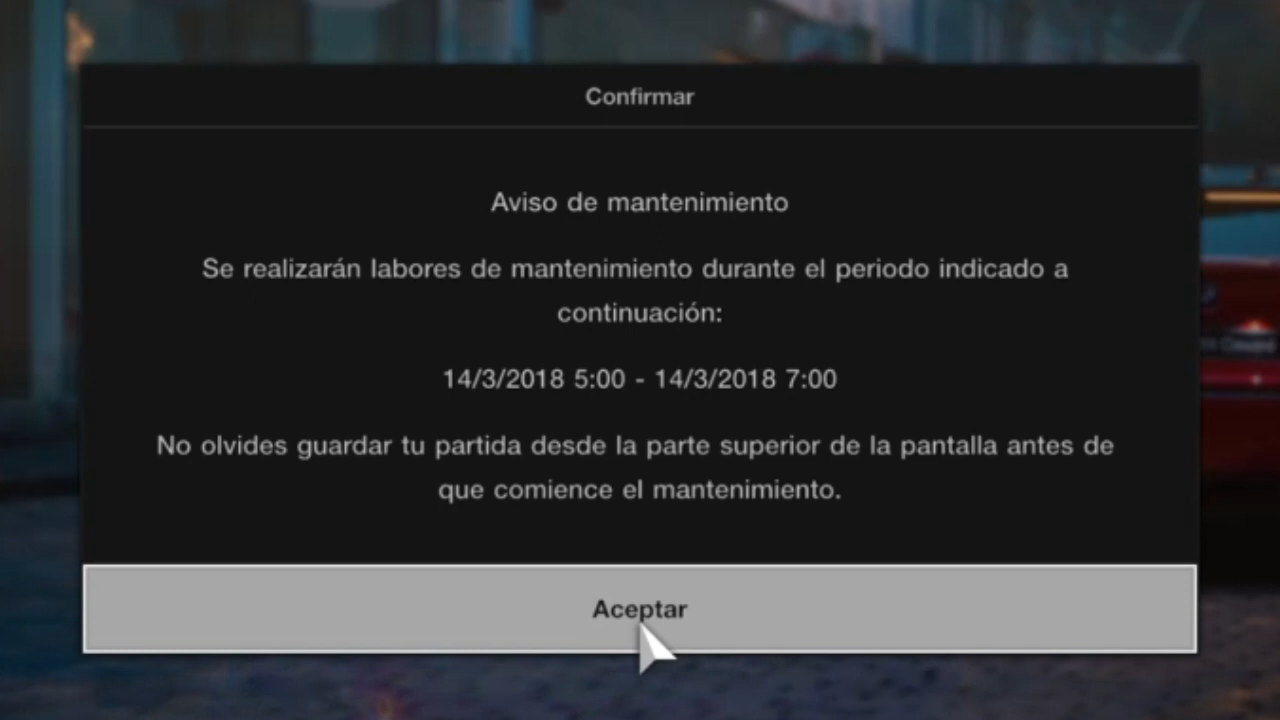 Confirmar
Aviso de mantenimiento
Se realizarán labores de mantenimiento durante el periodo indicado a
continuación:
14/3/2018 5:00 - 14/3/2018 7:00
No olvides guardar tu partida desde la parte superior de la pantalla antes de
que comience el mantenimiento.
Aceptar